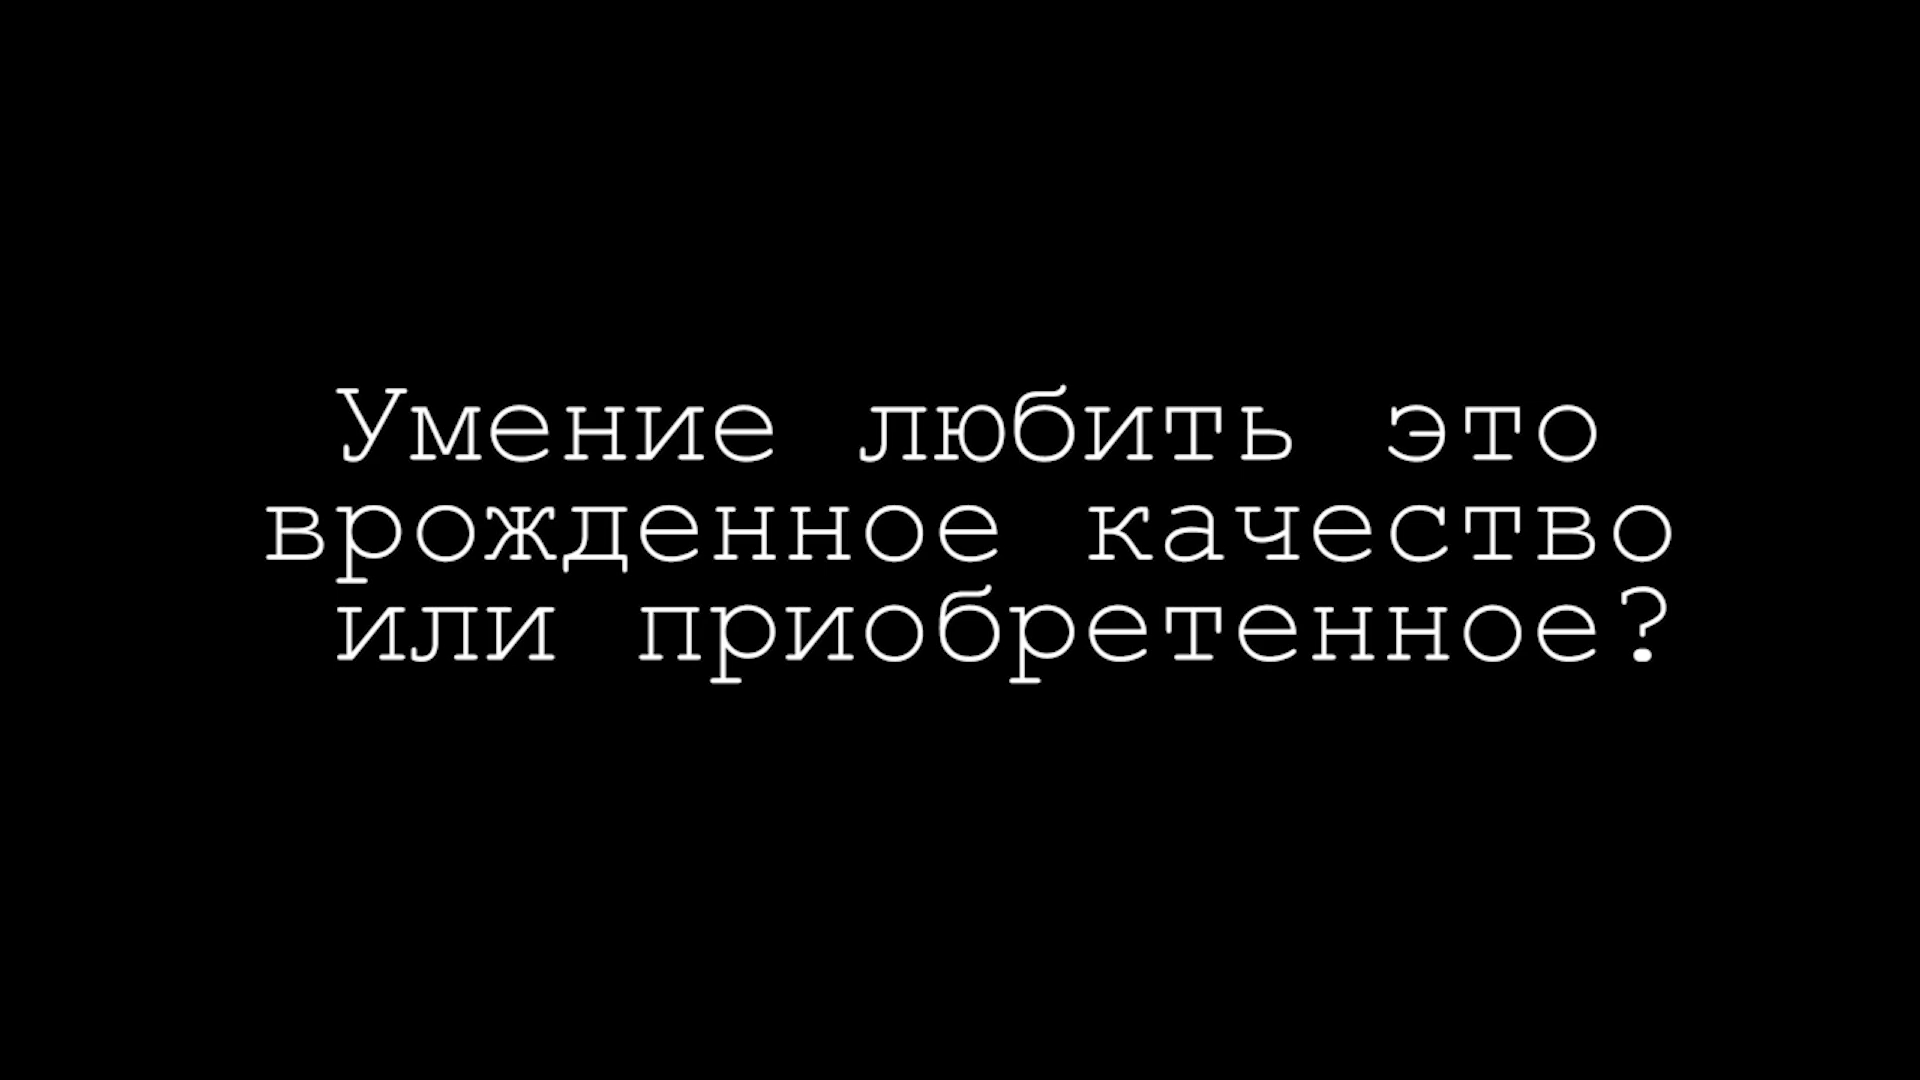 Умение любить это
врожденное качество
или приобретенное?